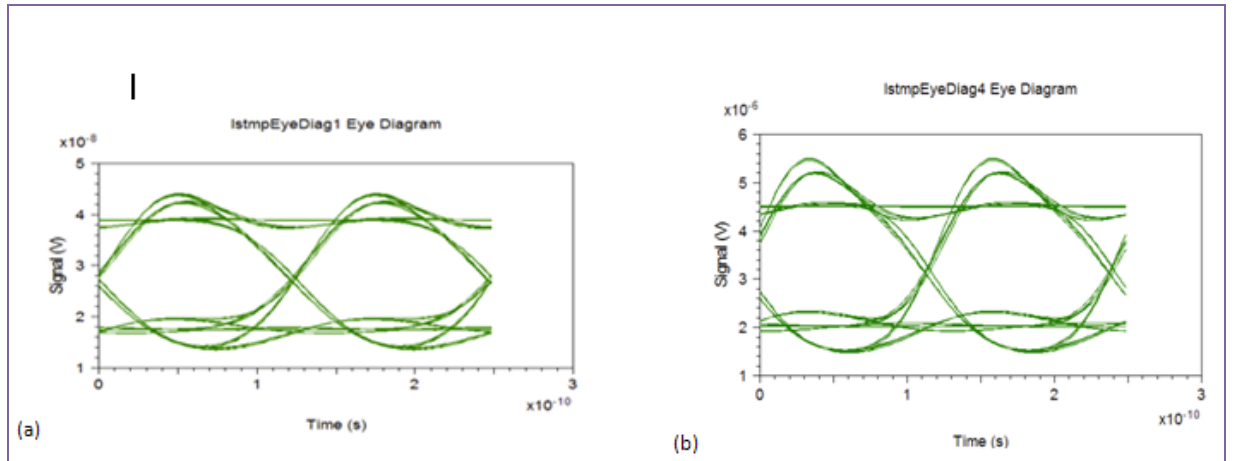 IstmpEyeDiag1 Eye Diagram
x10⁻⁸
5
4
3
2
1
Signal (V)
0 1 2 3
x10⁻¹⁰
Time (s)
(a)
IstmpEyeDiag4 Eye Diagram
x10⁻⁶
6
5
4
3
2
1
Signal (V)
0 1 2 3
x10⁻¹⁰
Time (s)
(b)